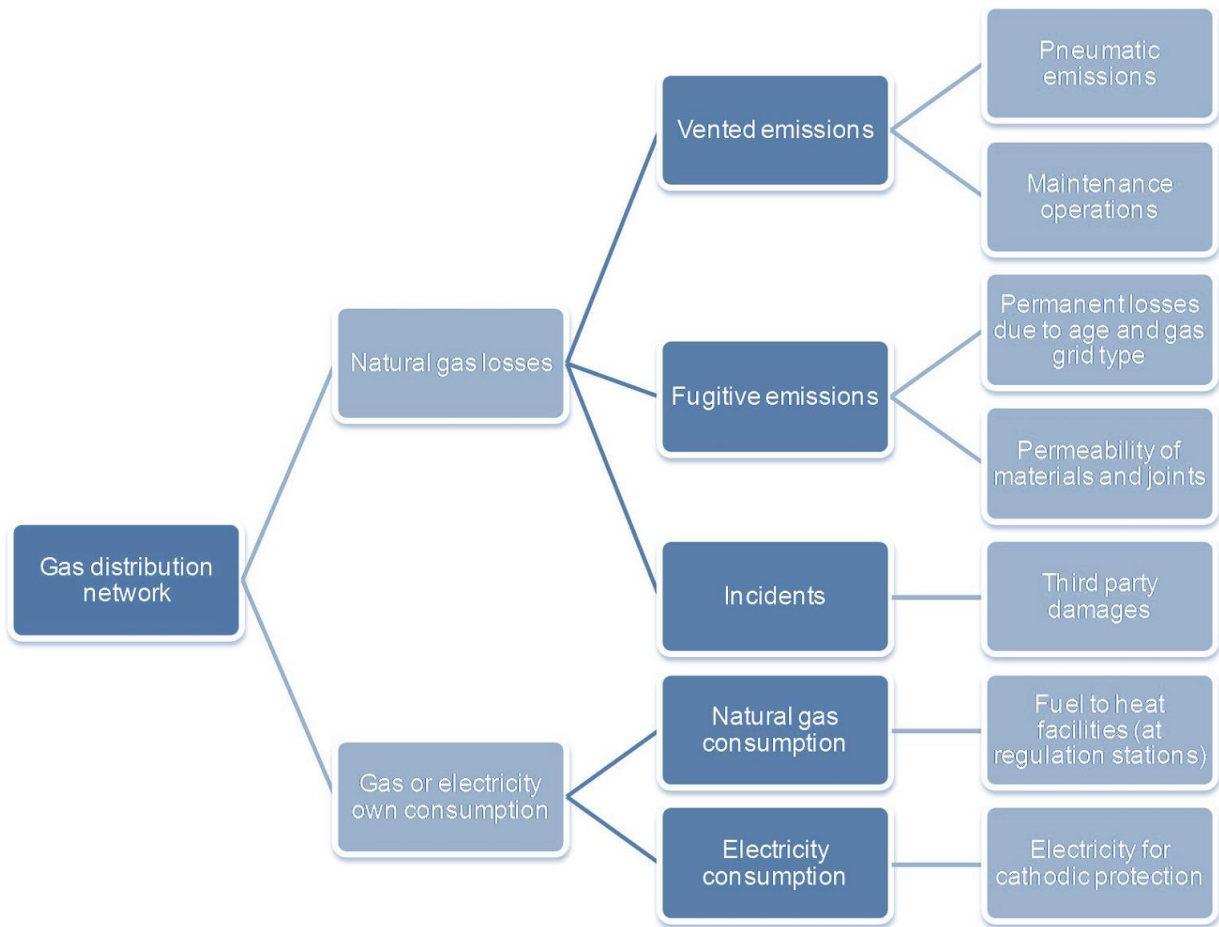 Gas distribution
network
Natural gas losses
Gas or electricity
own consumption
Vented emissions
Fugitive emissions
Incidents
Natural gas
consumption
Electricity
consumption
Pneumatic
emissions
Maintenance
operations
Permanent losses
due to age and gas
grid type
Permeability of
materials and joints
Third party
damages
Fuel to heat
facilities (at
regulation stations)
Electricity for
cathodic protection